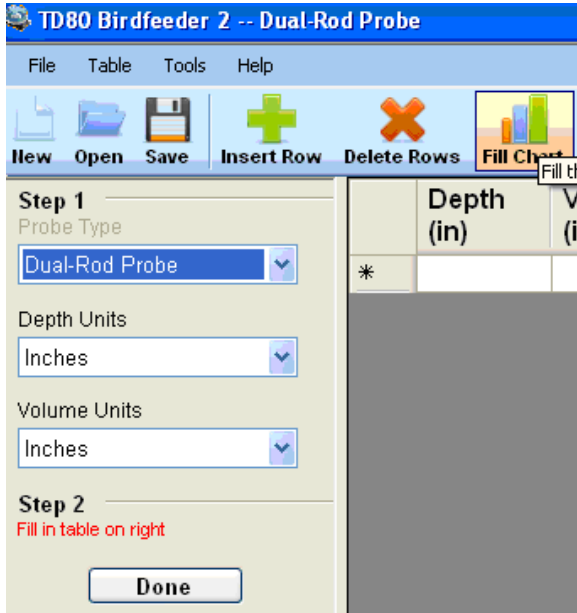 TD80 Birdfeeder 2 -- Dual-Rod Probe
File Table Tools Help
New Open Save Insert Row Delete Rows Fill Chart
Fill
Step 1
Probe Type
Dual-Rod Probe
Depth Units
Inches
Volume Units
Inches
Step 2
Fill in table on right
Done
Depth
(in)
*